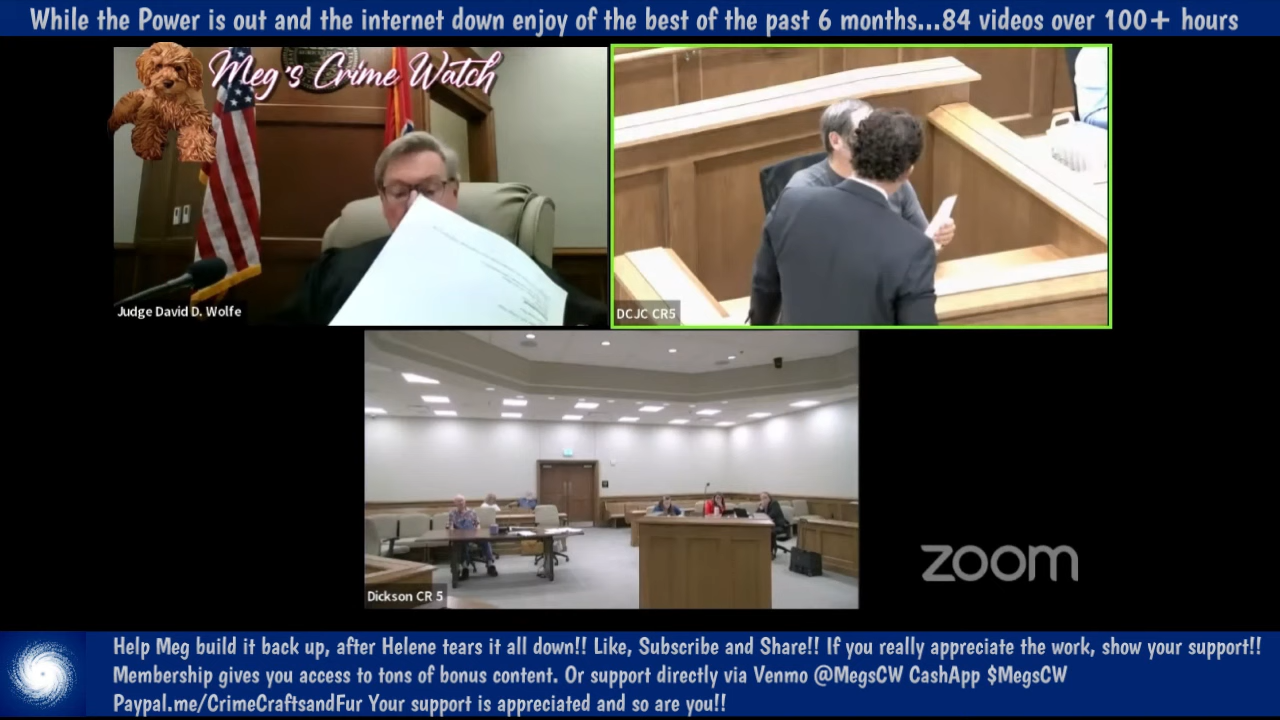 While the Power is out and the internet down enjoy of the best of the past 6 months...84 videos over 100+ hours
Meg's Crime Watch
Judge David D. Wolfe
DCJC CR5
Dickson CR 5
zoom
Help Meg build it back up, after Helene tears it all down!! Like, Subscribe and Share!! If you really appreciate the work, show your support!!
Membership gives you access to tons of bonus content. Or support directly via Venmo @MegsCW CashApp $MegsCW
Paypal.me/CrimeCraftsandFur Your support is appreciated and so are you!!